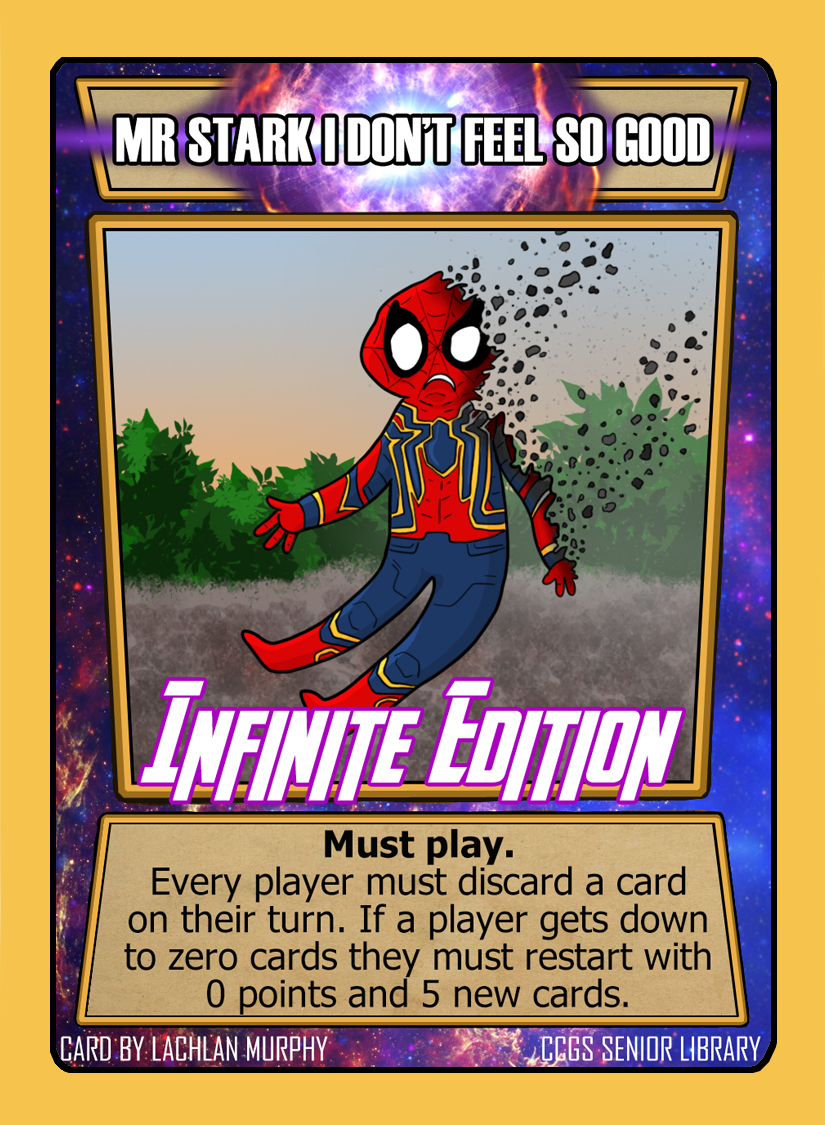 MR STARK I DON'T FEEL SO GOOD
INFINITE EDITION
Must play.
Every player must discard a card
on their turn. If a player gets down
to zero cards they must restart with
0 points and 5 new cards.
CARD BY LACHLAN MURPHY
CCGS SENIOR LIBRARY